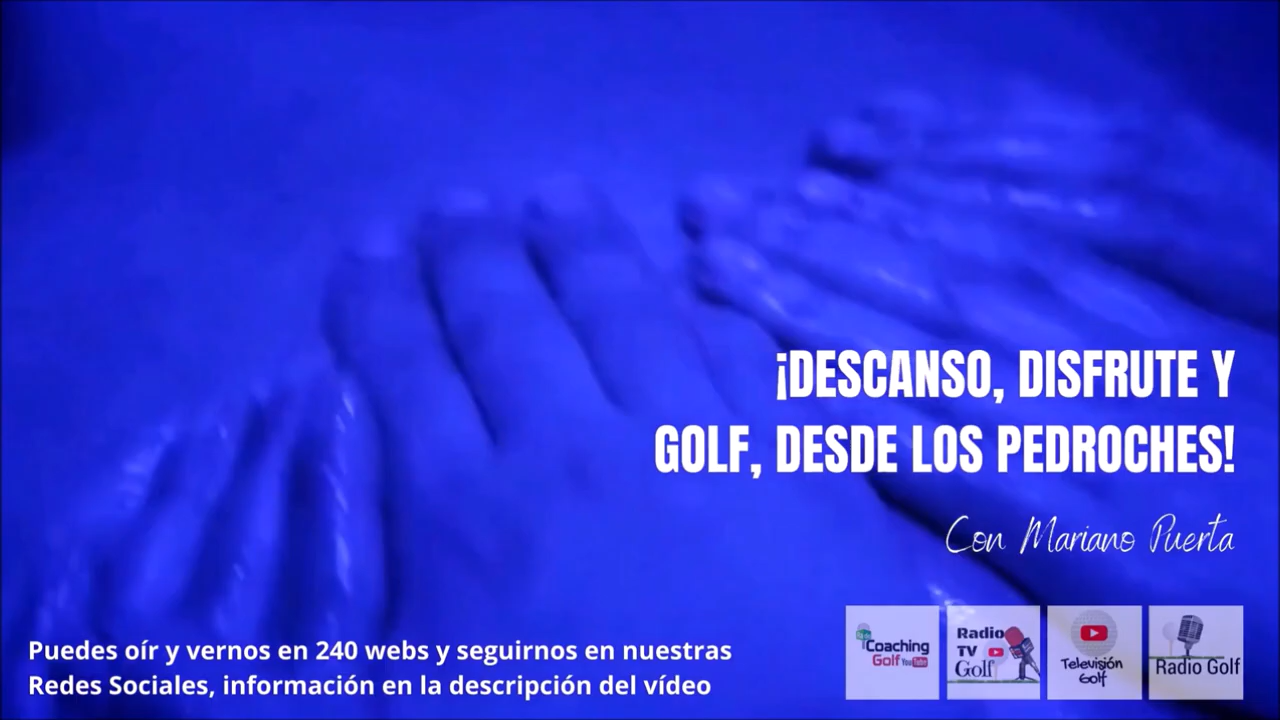 ¡DESCANSO, DISFRUTE Y
GOLF, DESDE LOS PEDROCHES!
Con Mariano Puerta
Puedes oír y vernos en 240 webs y seguirnos en nuestras
Redes Sociales, información en la descripción del vídeo
Coaching
Golf YouTube
Radio
TV
Golf
Televisión
Golf
Radio Golf